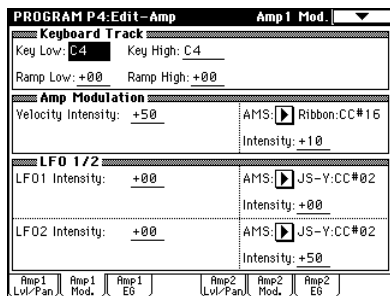 PROGRAM P4:Edit-Amp Amp1 Mod.
Keyboard Track
Key Low: C4 Key High: C4
Ramp Low: +00 Ramp High: +00
Amp Modulation
Velocity Intensity: +50 AMS: Ribbon:CC#16
Intensity: +10
LFO 1/2
LFO1 Intensity: +00 AMS: JS-Y:CC#02
Intensity: +00
LFO2 Intensity: +00 AMS: JS-Y:CC#02
Intensity: +50
Amp1 Lvl/Pan Amp1 Mod. Amp1 EG Amp2 Lvl/Pan Amp2 Mod. Amp2 EG